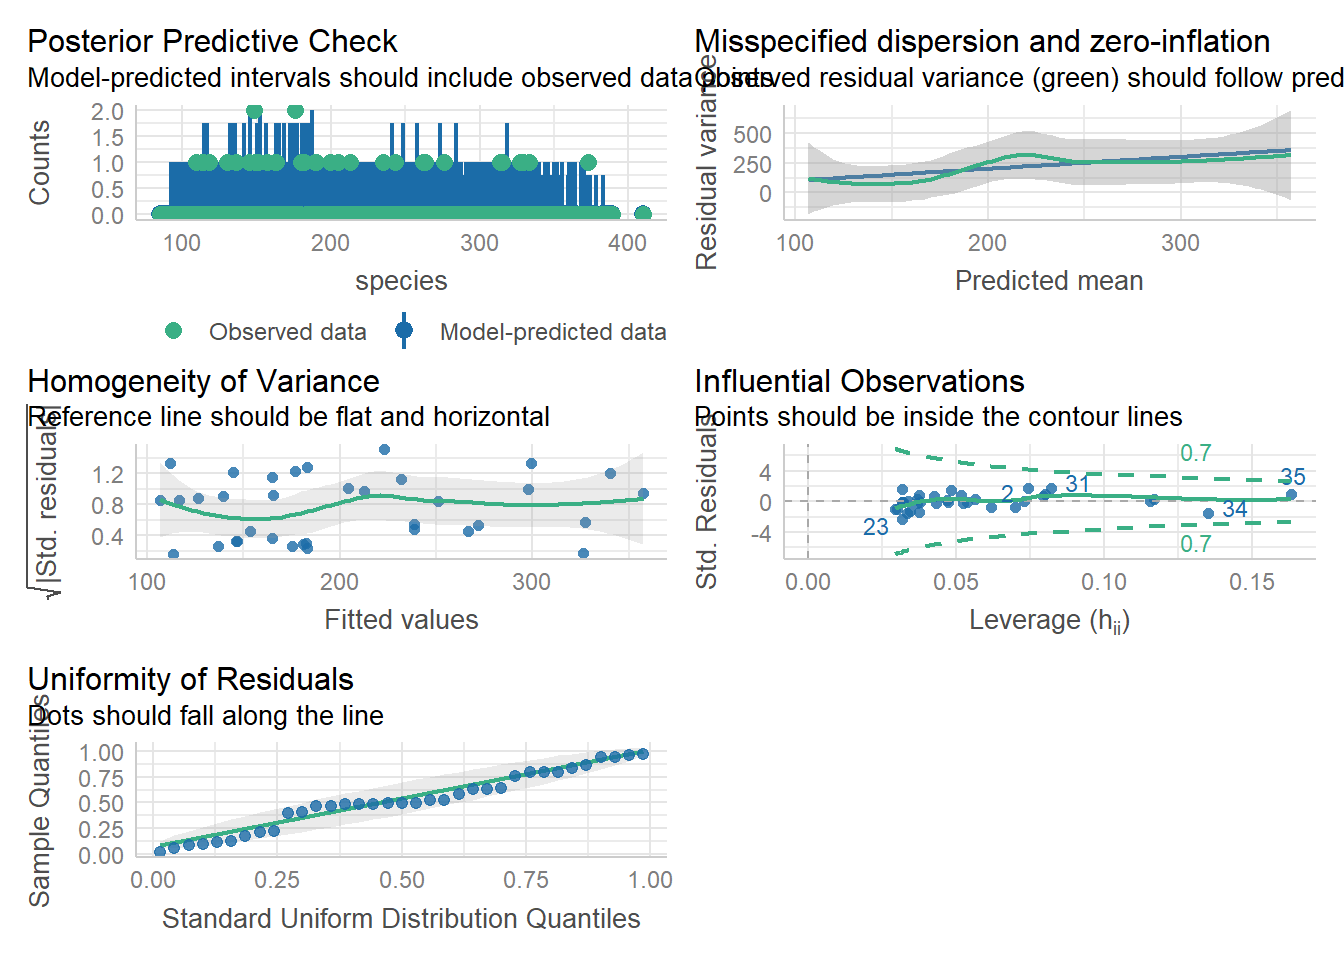 Posterior Predictive Check
Model-predicted intervals should include observed data points
Counts
2.0
1.5
1.0
0.5
0.0
100
200
300
400
species
Observed data
Model-predicted data
Misspecified dispersion and zero-inflation
Observed residual variance (green) should follow pred
Residual variance
500
250
0
100
200
300
Predicted mean
Homogeneity of Variance
Reference line should be flat and horizontal
√|Std. residuals|
1.2
0.8
0.4
100
200
300
Fitted values
Influential Observations
Points should be inside the contour lines
Std. Residuals
4
0
-4
0.7
35
31
2
34
23
0.7
0.00
0.05
0.10
0.15
Leverage (hii)
Uniformity of Residuals
Dots should fall along the line
Sample Quantiles
1.00
0.75
0.50
0.25
0.00
0.00
0.25
0.50
0.75
1.00
Standard Uniform Distribution Quantiles